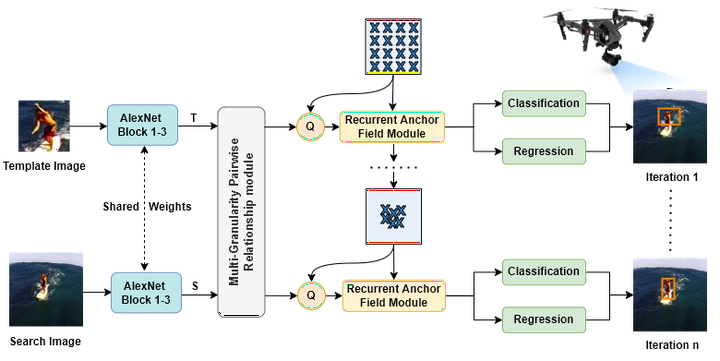 AlexNet
Block 1-3
T
Template Image
Shared Weights
AlexNet
Block 1-3
S
Search Image
Multi-Granularity Pairwise
Relationship module
X X X X
X X X X
X X X X
X X X X
Q
Recurrent Anchor
Field Module
Classification
Regression
Iteration 1
Q
Recurrent Anchor
Field Module
Classification
Regression
Iteration n